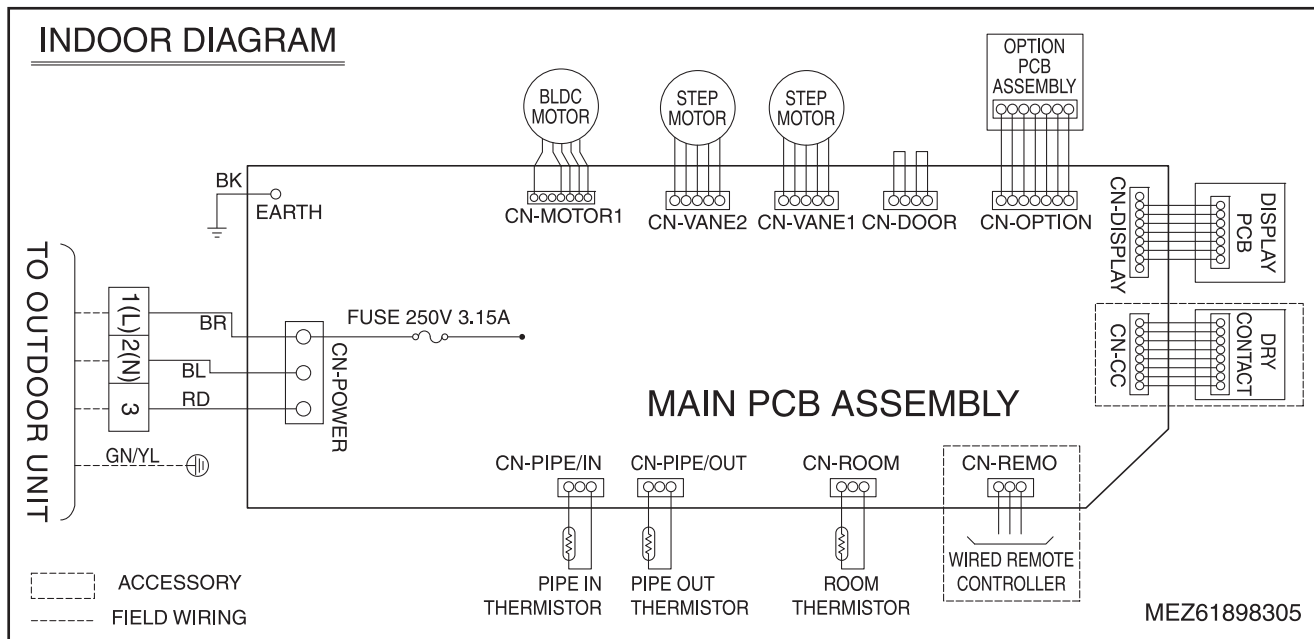 INDOOR DIAGRAM
BLDC
MOTOR
STEP
MOTOR
STEP
MOTOR
OPTION
PCB
ASSEMBLY
BK
EARTH
CN-MOTOR1
CN-VANE2
CN-VANE1
CN-DOOR
CN-OPTION
CN-DISPLAY
DISPLAY
PCB
TO OUTDOOR UNIT
1(L)
2(N)
3
BR
BL
RD
GN/YL
CN-POWER
FUSE 250V 3.15A
MAIN PCB ASSEMBLY
CN-CC
DRY
CONTACT
CN-PIPE/IN
CN-PIPE/OUT
CN-ROOM
CN-REMO
PIPE IN
THERMISTOR
PIPE OUT
THERMISTOR
ROOM
THERMISTOR
WIRED REMOTE
CONTROLLER
ACCESSORY
FIELD WIRING
MEZ61898305